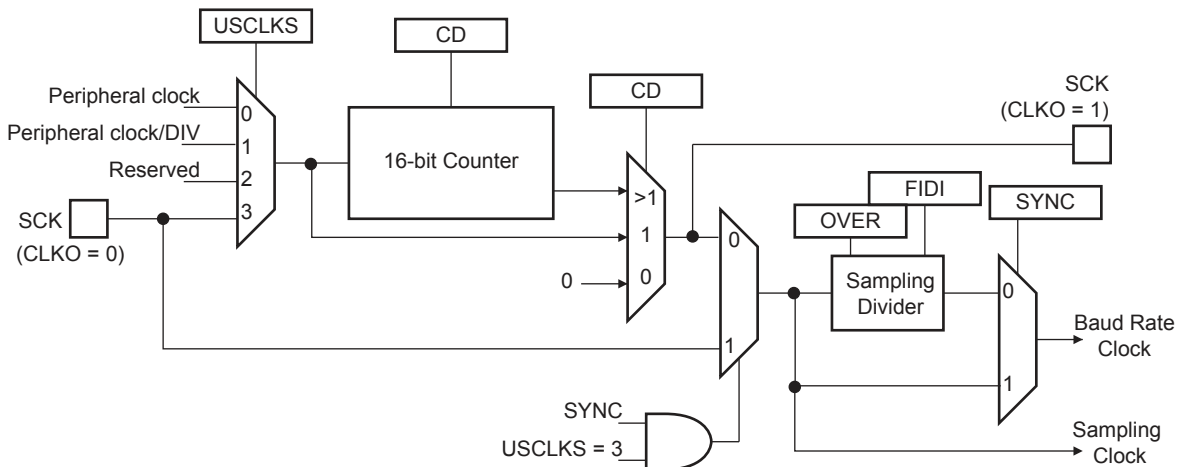 USCLKS
CD
CD
SCK
(CLKO = 1)
Peripheral clock
0
Peripheral clock/DIV
1
Reserved
2
3
16-bit Counter
SCK
(CLKO = 0)
>1
1
0
0
FIDI
OVER
SYNC
0
1
Sampling
Divider
0
1
Baud Rate
Clock
SYNC
USCLKS = 3
Sampling
Clock